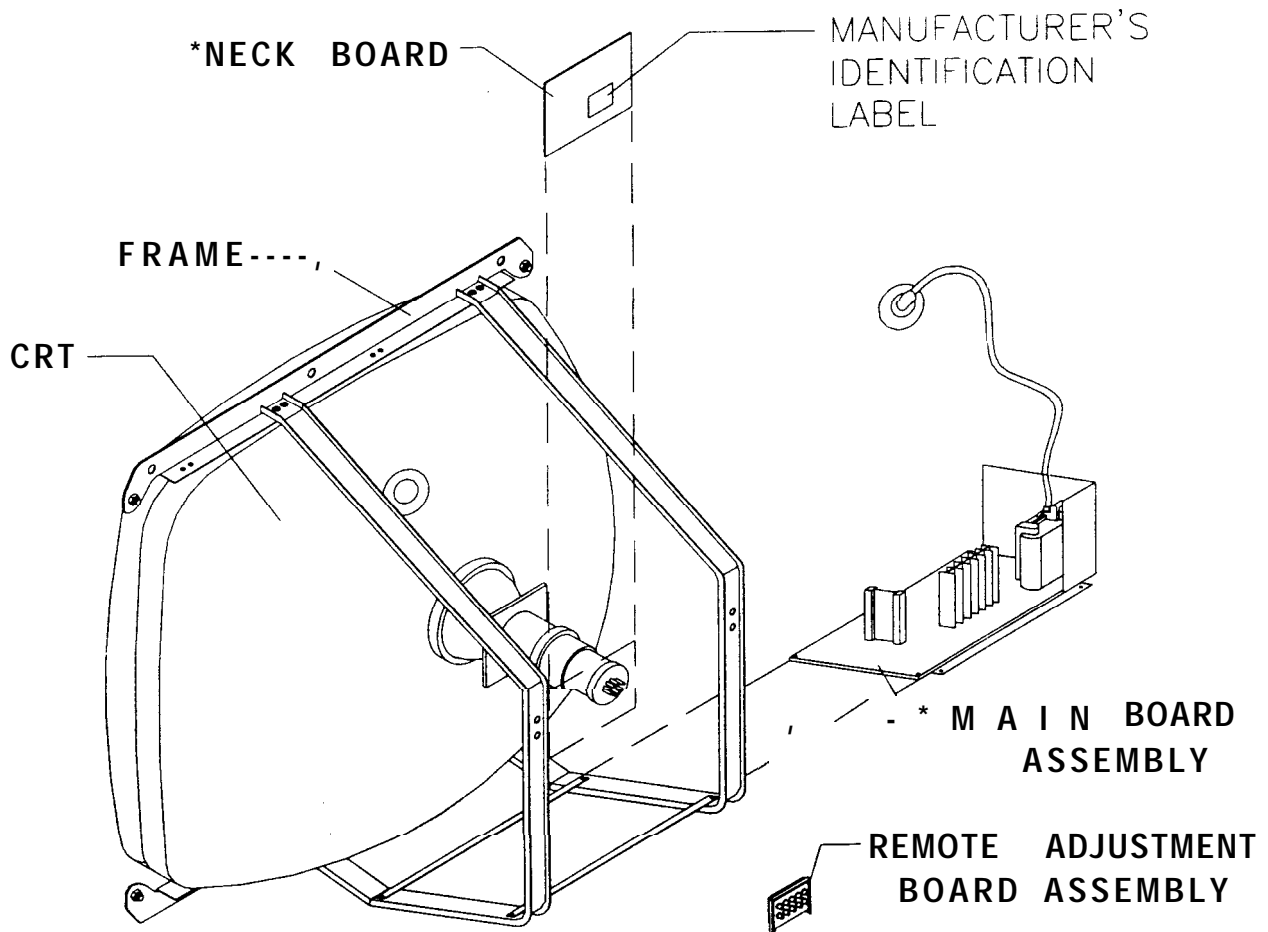 *NECK BOARD
MANUFACTURER'S
IDENTIFICATION
LABEL
FRAME----,
CRT
, - *MAIN BOARD
ASSEMBLY
REMOTE ADJUSTMENT
BOARD ASSEMBLY